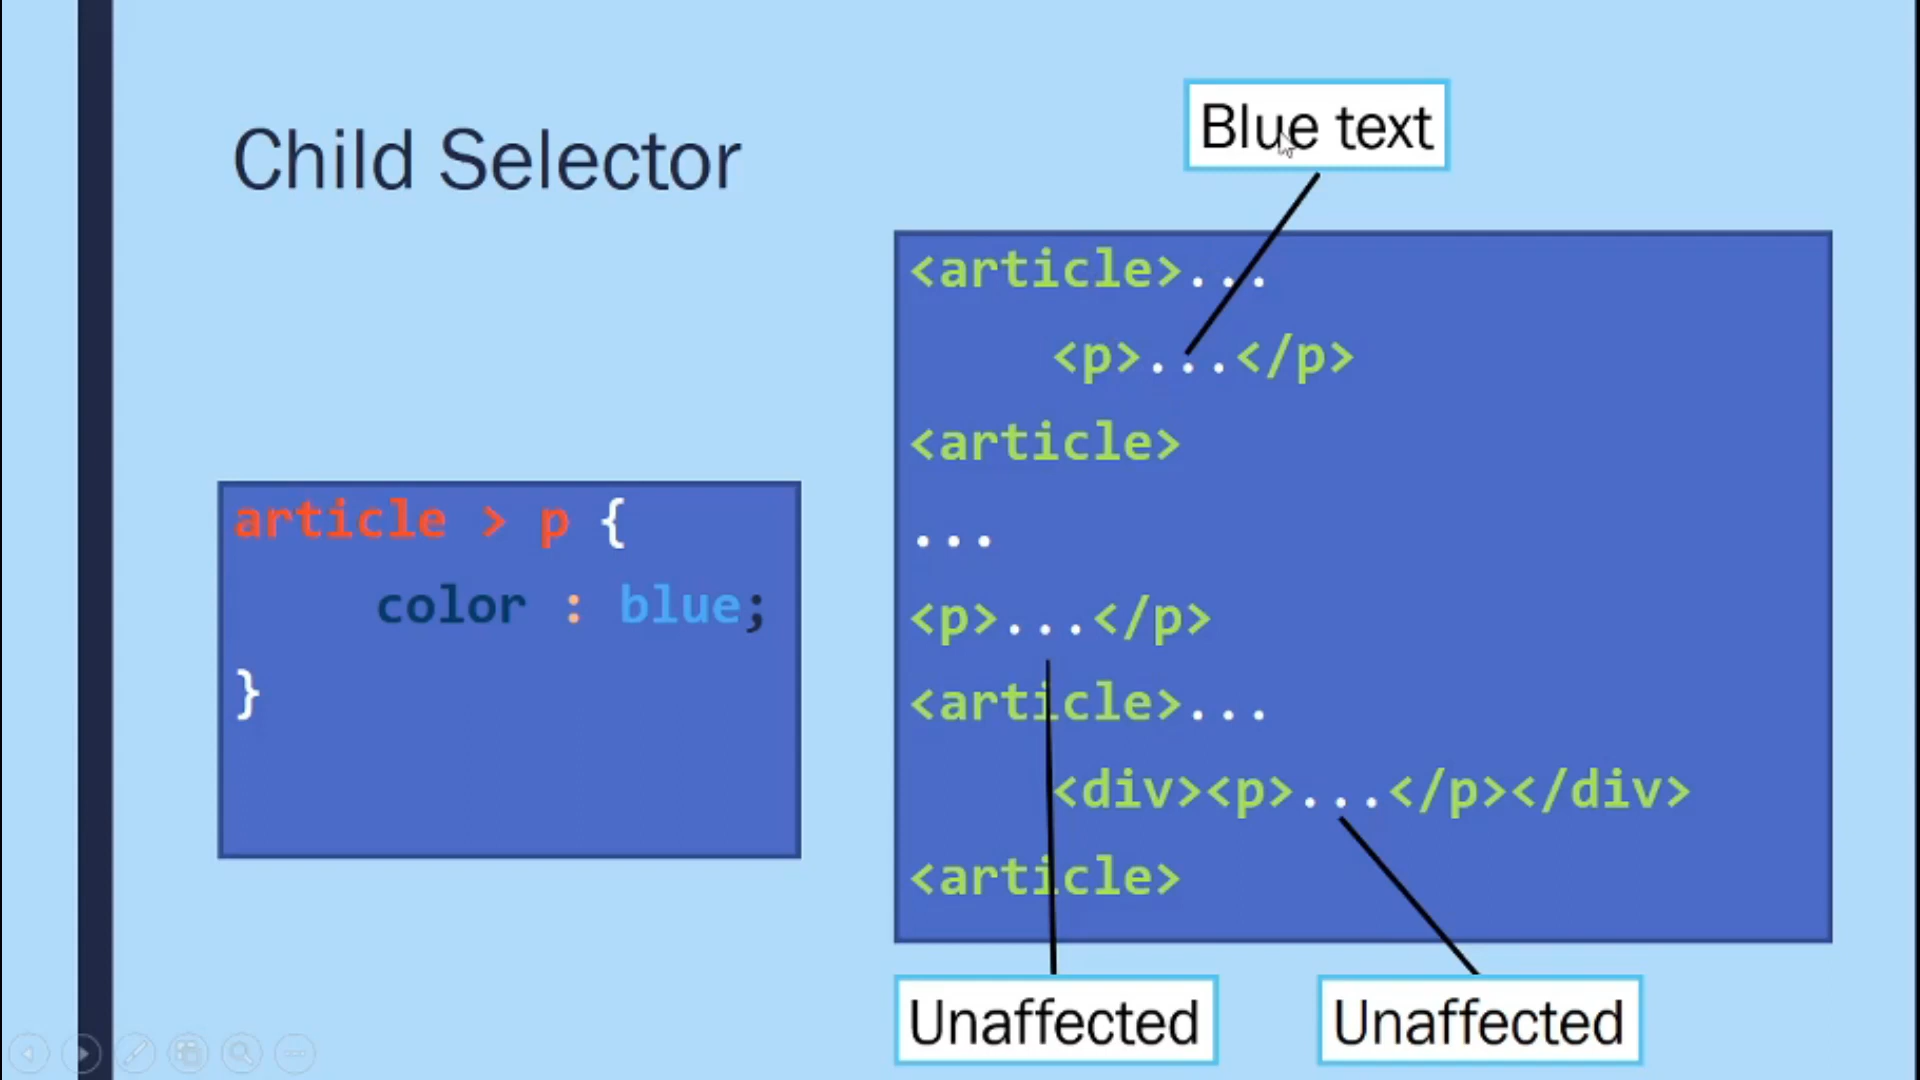 Child Selector
Blue text
article > p {
color : blue;
}
<article>...
<p>...</p>
<article>
...
<p>...</p>
<article>...
<div><p>...</p></div>
<article>
Unaffected
Unaffected